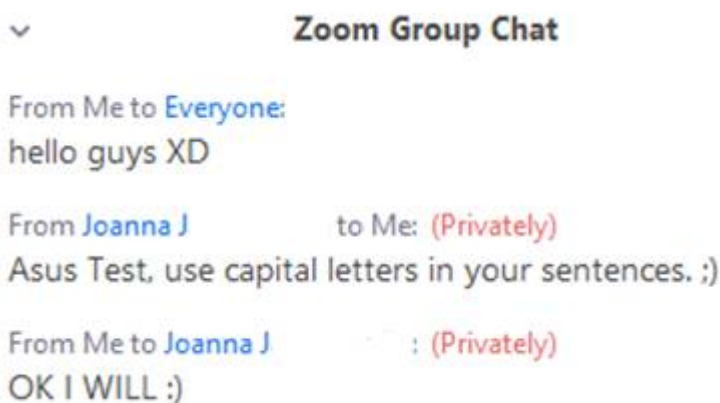 Zoom Group Chat
From Me to Everyone:
hello guys XD
From Joanna J to Me: (Privately)
Asus Test, use capital letters in your sentences. ;)
From Me to Joanna J : (Privately)
OK I WILL :)